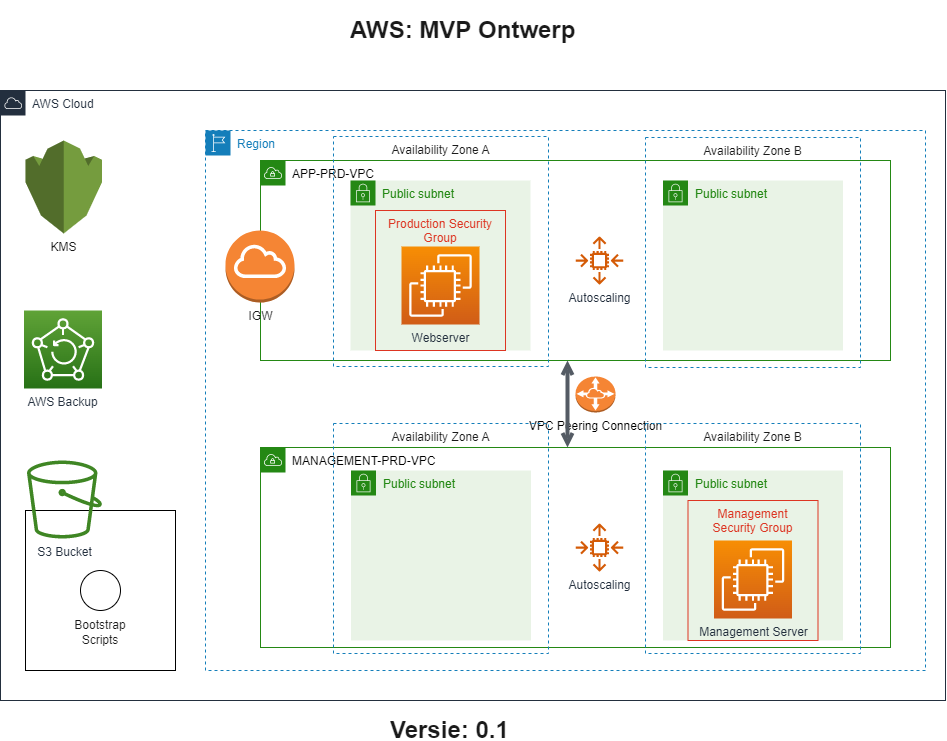 AWS: MVP Ontwerp
AWS Cloud
KMS
AWS Backup
S3 Bucket
Bootstrap
Scripts
Region
Availability Zone A
Availability Zone B
APP-PRD-VPC
Public subnet
Public subnet
Production Security
Group
Webserver
IGW
Autoscaling
VPC Peering Connection
Availability Zone A
Availability Zone B
MANAGEMENT-PRD-VPC
Public subnet
Public subnet
Management
Security Group
Management Server
Autoscaling
Versie: 0.1